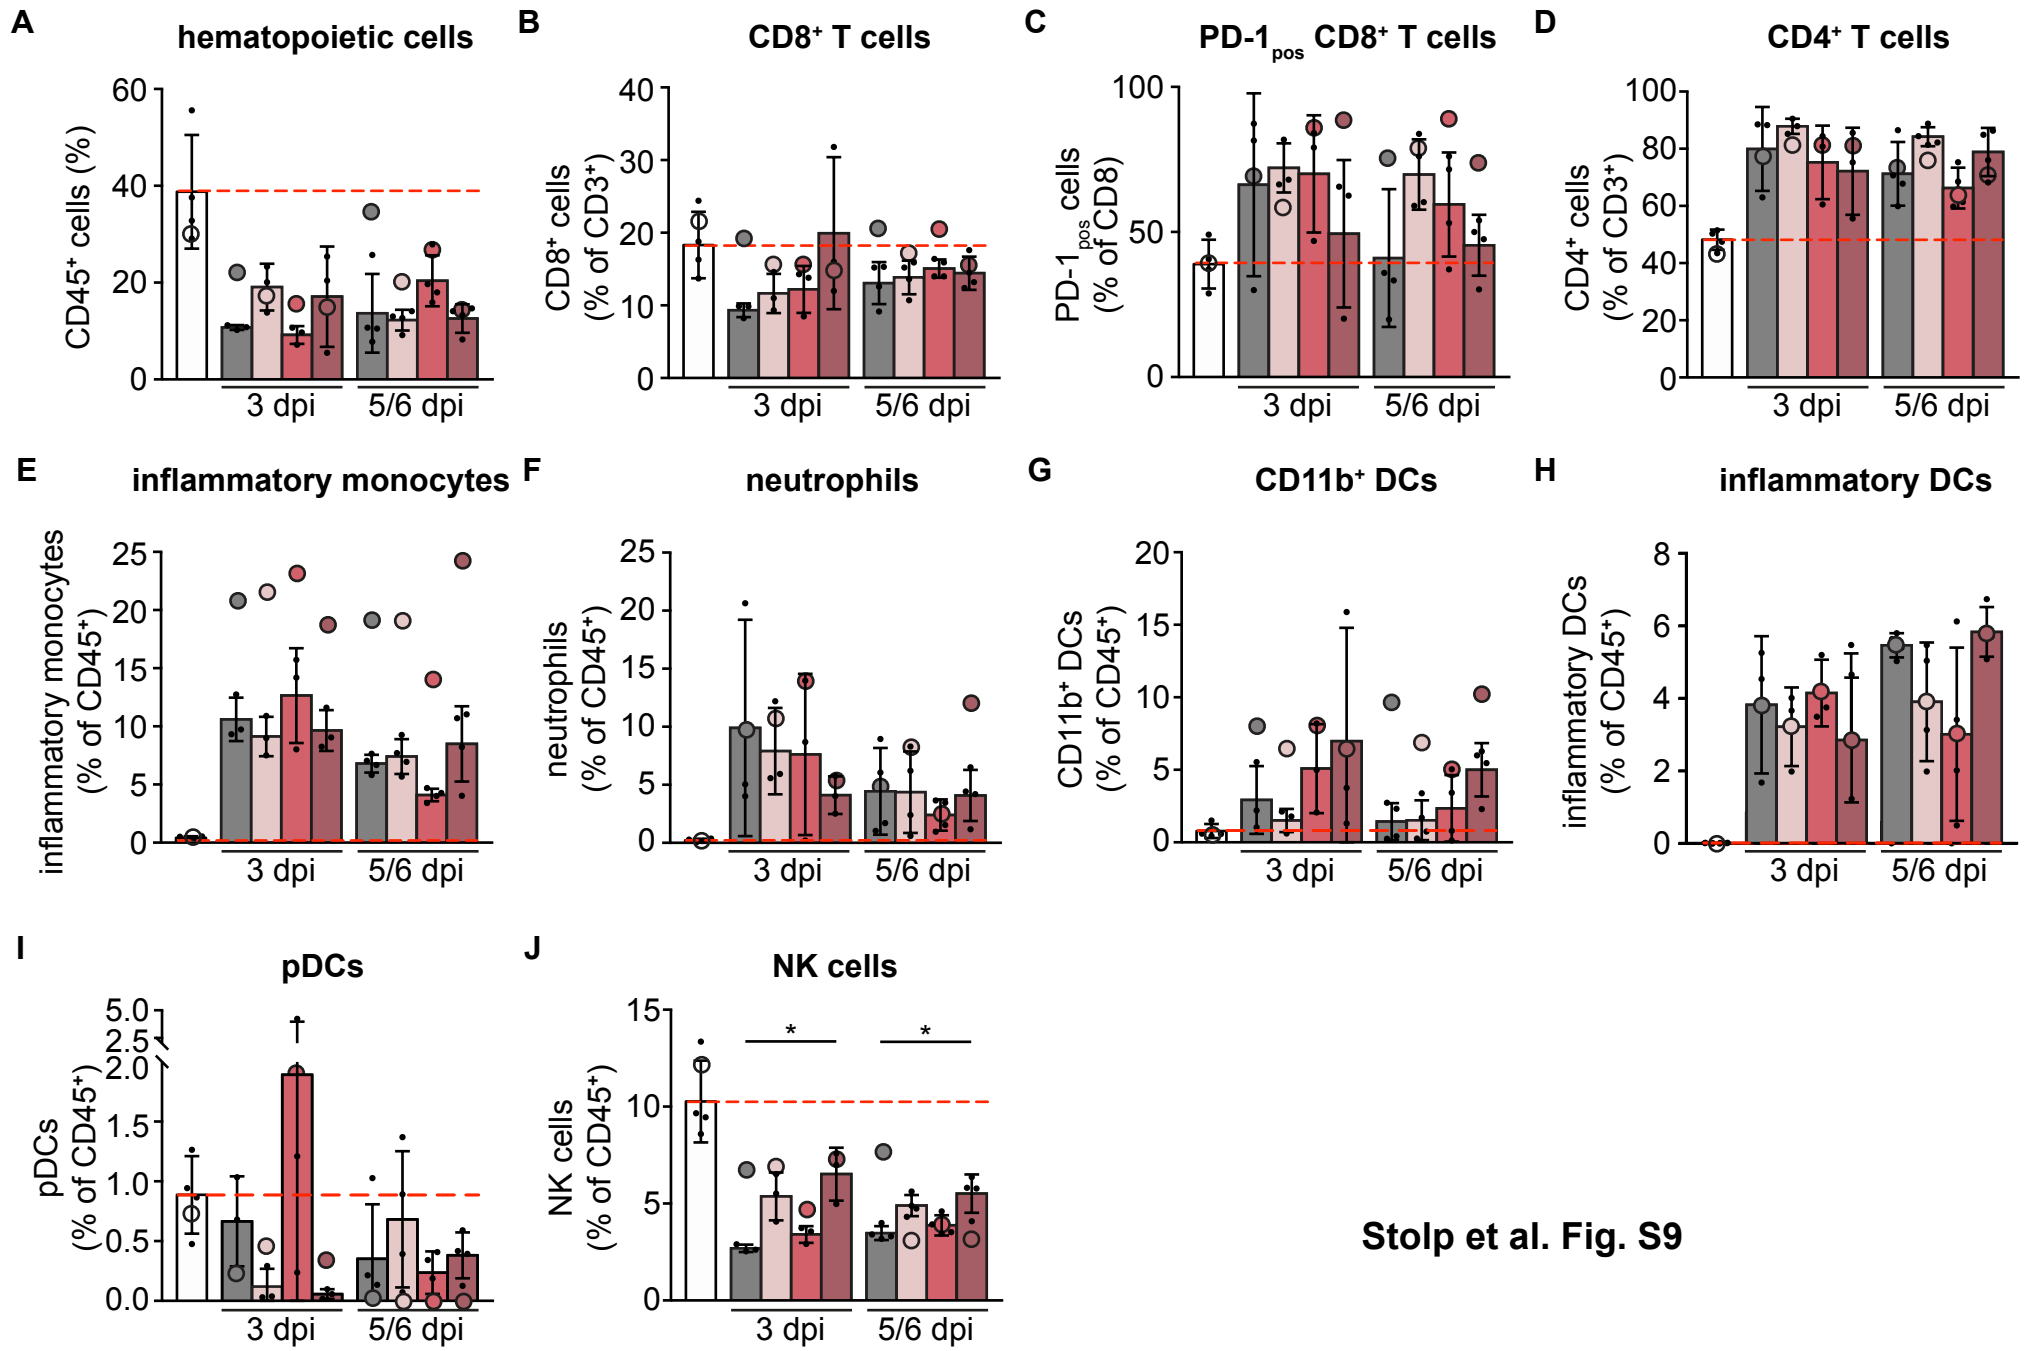 A
hematopoietic cells
CD45⁺ cells (%)
60
40
20
0
3 dpi
5/6 dpi
B
CD8⁺ T cells
CD8⁺ cells
(% of CD3⁺)
40
30
20
10
0
3 dpi
5/6 dpi
C
PD-1pos CD8⁺ T cells
PD-1pos cells
(% of CD8)
100
50
0
3 dpi
5/6 dpi
D
CD4⁺ T cells
CD4⁺ cells
(% of CD3⁺)
100
80
60
40
20
0
3 dpi
5/6 dpi
E
inflammatory monocytes
inflammatory monocytes
(% of CD45⁺)
25
20
15
10
5
0
3 dpi
5/6 dpi
F
neutrophils
neutrophils
(% of CD45⁺)
25
20
15
10
5
0
3 dpi
5/6 dpi
G
CD11b⁺ DCs
CD11b⁺ DCs
(% of CD45⁺)
20
15
10
5
0
3 dpi
5/6 dpi
H
inflammatory DCs
inflammatory DCs
(% of CD45⁺)
8
6
4
2
0
3 dpi
5/6 dpi
I
pDCs
pDCs
(% of CD45⁺)
5.0
2.5
2.0
1.5
1.0
0.5
0.0
3 dpi
5/6 dpi
J
NK cells
NK cells
(% of CD45⁺)
15
10
5
0
*
*
3 dpi
5/6 dpi
Stolp et al. Fig. S9